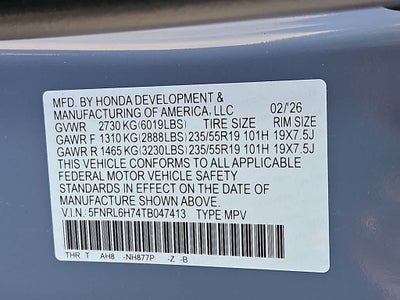 MFD. BY HONDA DEVELOPMENT &
MANUFACTURING OF AMERICA, LLC 02/'26
GVWR 2730 KG(6019LBS) TIRE SIZE RIM SIZE
GAWR F 1310 KG(2888LBS) 235/55R19 101H 19X7.5J
GAWR R 1465 KG(3230LBS) 235/55R19 101H 19X7.5J
THIS VEHICLE CONFORMS TO ALL APPLICABLE
FEDERAL MOTOR VEHICLE SAFETY
STANDARDS IN EFFECT ON THE DATE OF
MANUFACTURE SHOWN ABOVE.
V.I.N. 5FNRL6H74TB047413 TYPE MPV
THR T AH8 -NH877P -Z -B